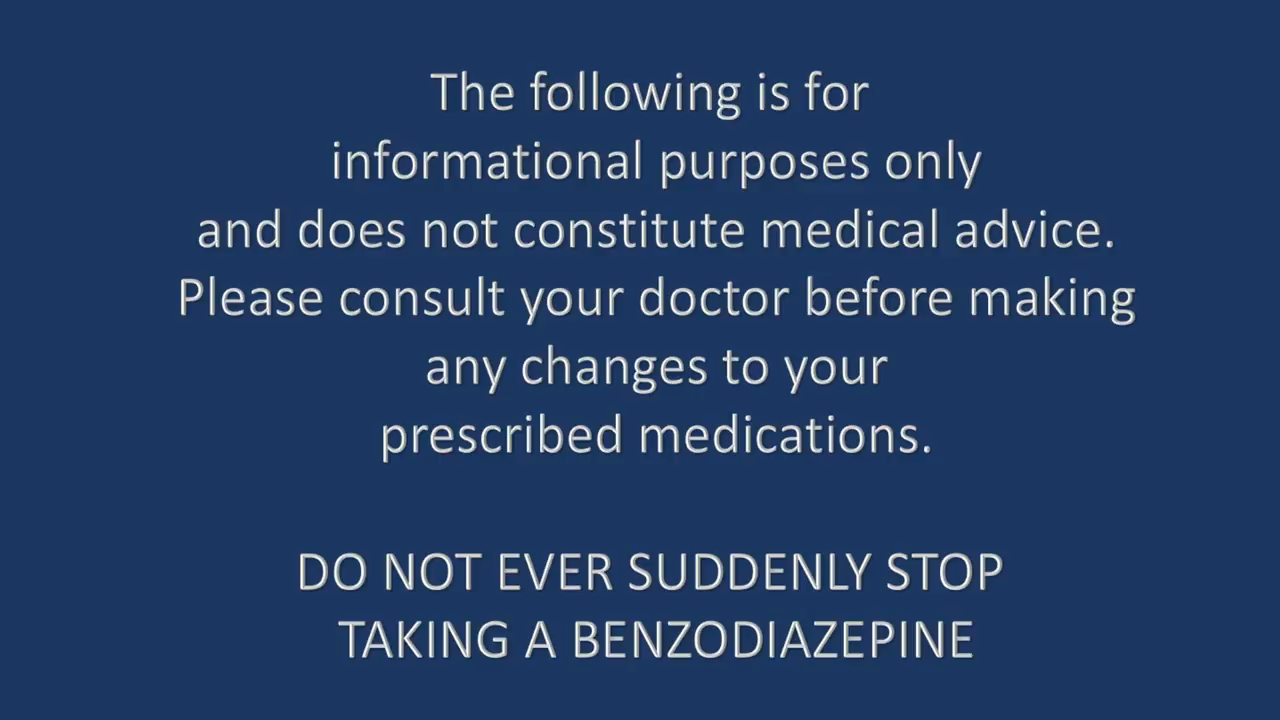 The following is for
informational purposes only
and does not constitute medical advice.
Please consult your doctor before making
any changes to your
prescribed medications.
DO NOT EVER SUDDENLY STOP
TAKING A BENZODIAZEPINE